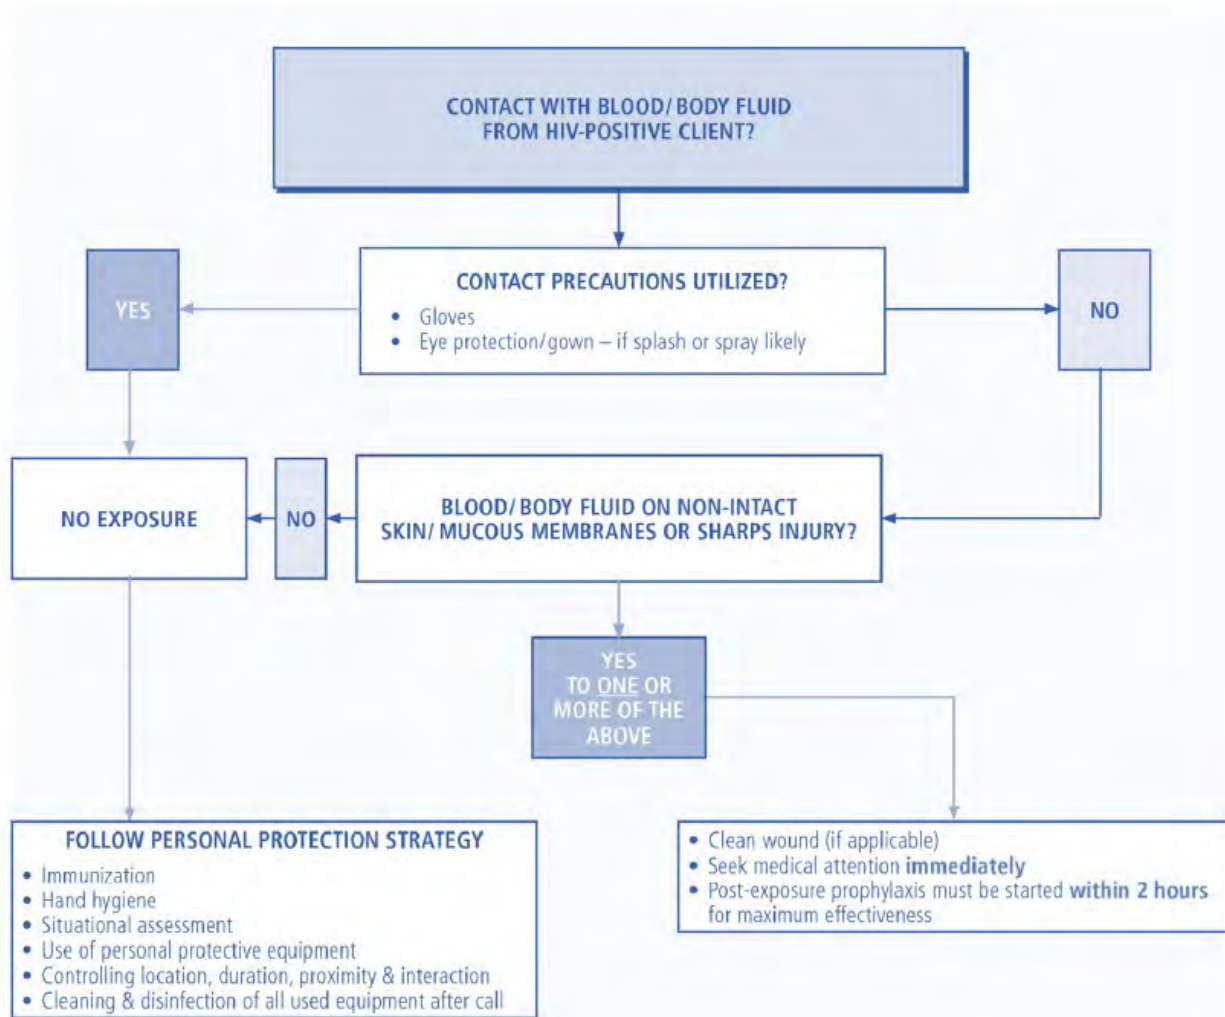 CONTACT WITH BLOOD/BODY FLUID
FROM HIV-POSITIVE CLIENT?
CONTACT PRECAUTIONS UTILIZED?
• Gloves
• Eye protection/gown – if splash or spray likely
YES
NO
NO EXPOSURE
NO
BLOOD/BODY FLUID ON NON-INTACT
SKIN/MUCOUS MEMBRANES OR SHARPS INJURY?
YES
TO ONE OR
MORE OF THE
ABOVE
FOLLOW PERSONAL PROTECTION STRATEGY
• Immunization
• Hand hygiene
• Situational assessment
• Use of personal protective equipment
• Controlling location, duration, proximity & interaction
• Cleaning & disinfection of all used equipment after call
• Clean wound (if applicable)
• Seek medical attention immediately
• Post-exposure prophylaxis must be started within 2 hours
for maximum effectiveness